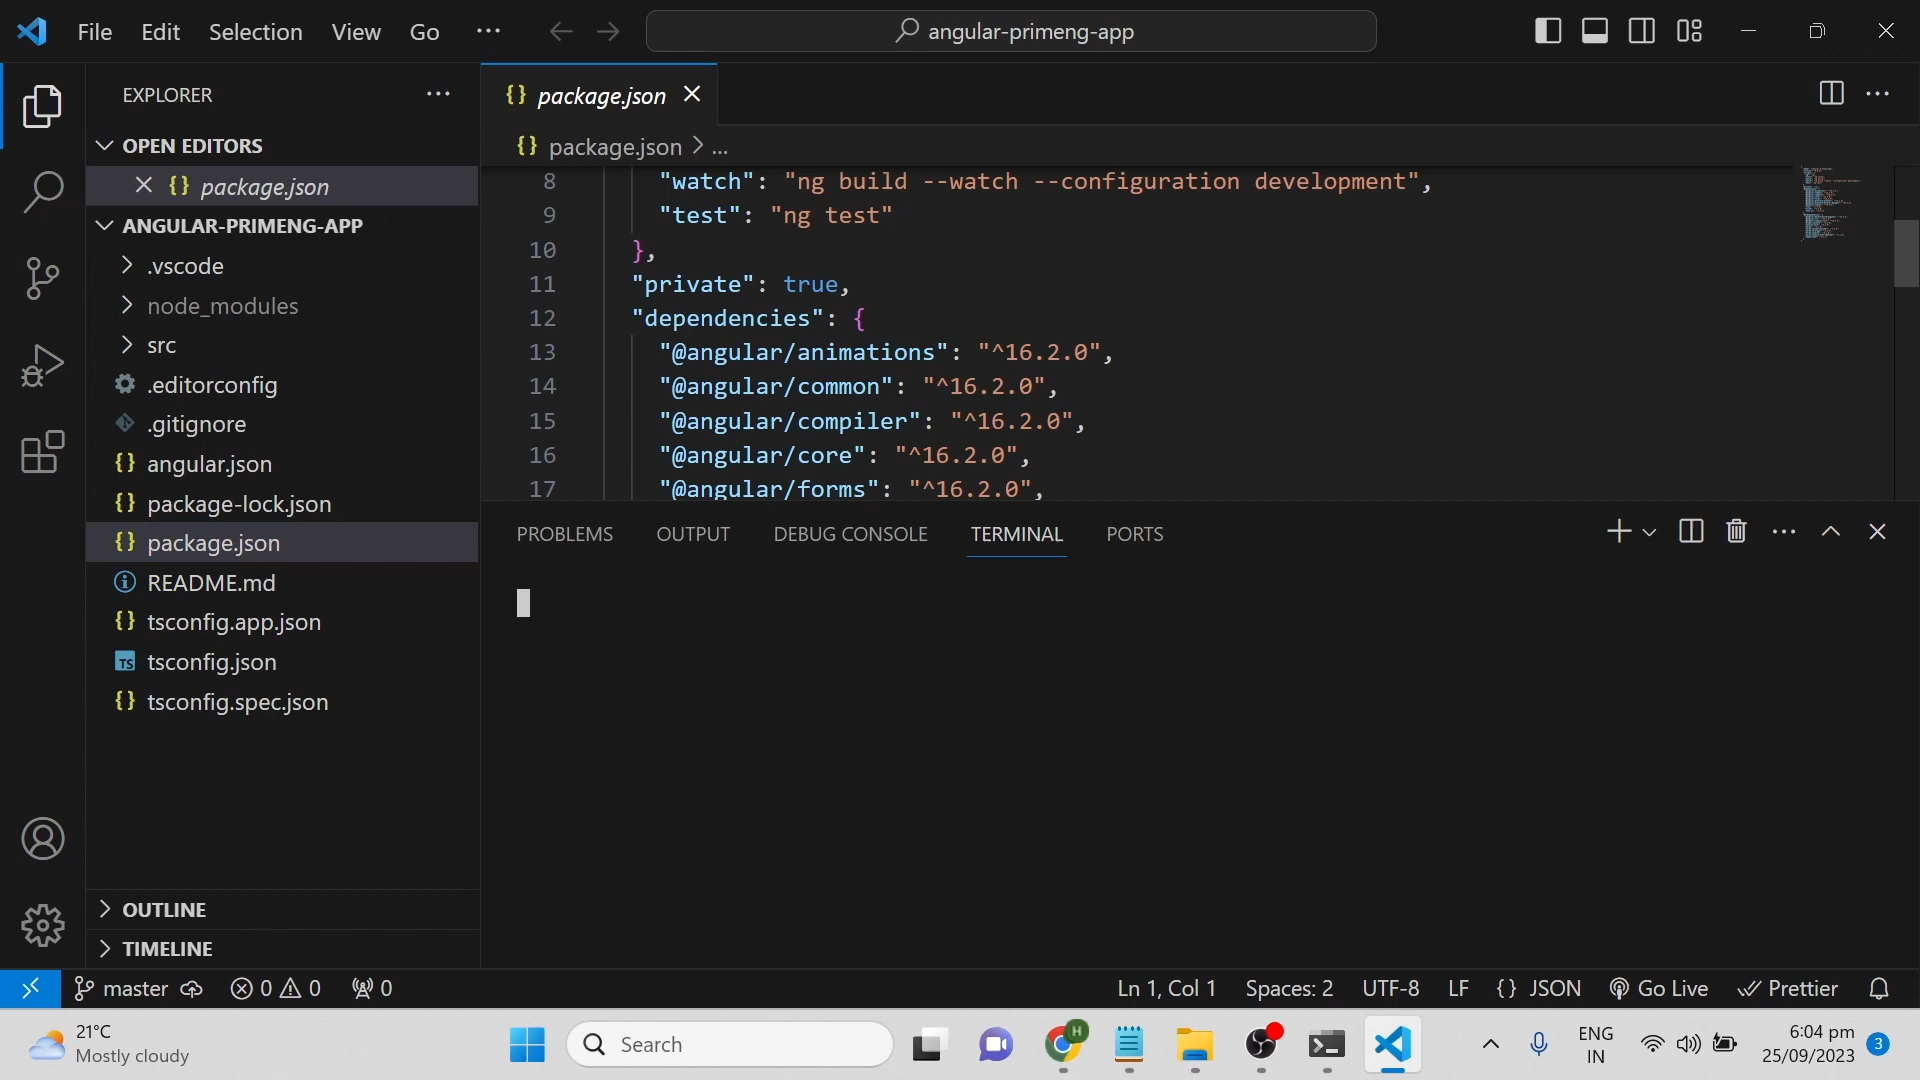 File Edit Selection View Go ...
angular-primeng-app
EXPLORER
OPEN EDITORS
{} package.json
ANGULAR-PRIMENG-APP
.vscode
node_modules
src
.editorconfig
.gitignore
{} angular.json
{} package-lock.json
{} package.json
README.md
{} tsconfig.app.json
TS tsconfig.json
{} tsconfig.spec.json
OUTLINE
TIMELINE
{} package.json
{} package.json > ...
8 "watch": "ng build --watch --configuration development",
9 "test": "ng test"
10 },
11 "private": true,
12 "dependencies": {
13 "@angular/animations": "^16.2.0",
14 "@angular/common": "^16.2.0",
15 "@angular/compiler": "^16.2.0",
16 "@angular/core": "^16.2.0",
17 "@angular/forms": "^16.2.0",
PROBLEMS OUTPUT DEBUG CONSOLE TERMINAL PORTS
master 0 0 0 Ln 1, Col 1 Spaces: 2 UTF-8 LF {} JSON Go Live Prettier
21°C
Mostly cloudy
Search
H
ENG
IN
6:04 pm
25/09/2023
3